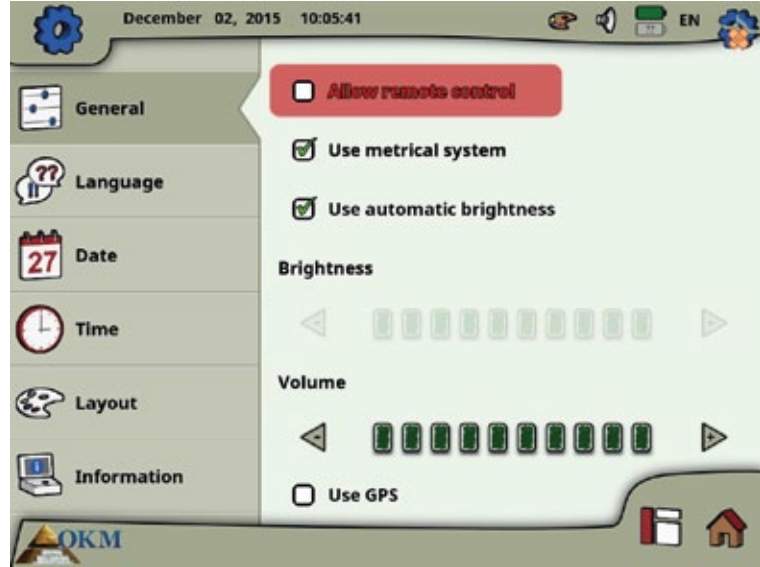 December 02, 2015 10:05:41 EN
General
Language
27 Date
Time
Layout
Information
Allow remote control
Use metrical system
Use automatic brightness
Brightness
Volume
Use GPS
OKM